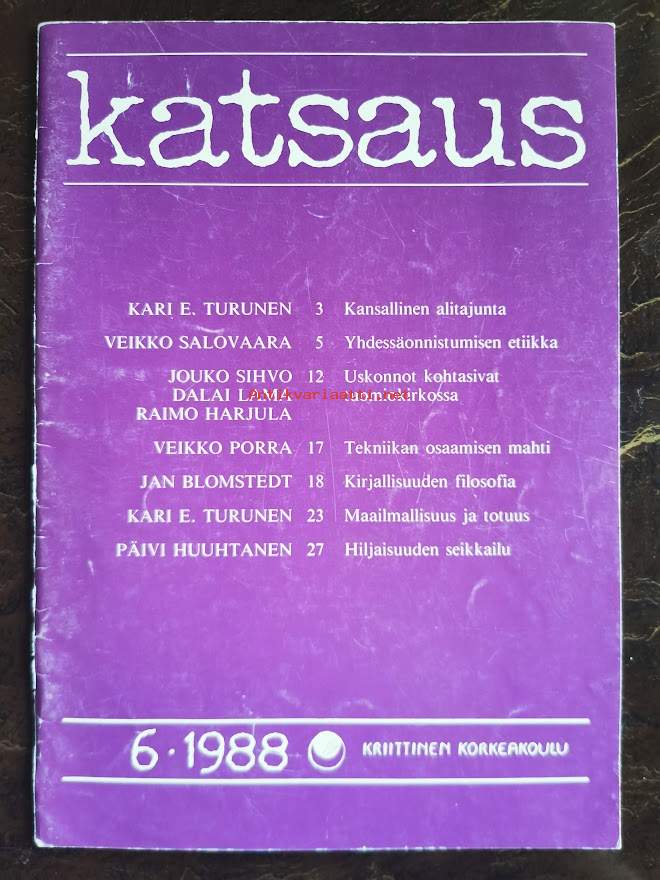 katsaus
KARI E. TURUNEN 3 Kansallinen alitajunta
VEIKKO SALOVAARA 5 Yhdessäonnistumisen etiikka
JOUKO SIHVO 12 Uskonnot kohtasivat
DALAI LAMA tuomiokirkossa
RAIMO HARJULA
VEIKKO PORRA 17 Tekniikan osaamisen mahti
JAN BLOMSTEDT 18 Kirjallisuuden filosofia
KARI E. TURUNEN 23 Maailmallisuus ja totuus
PÄIVI HUUHTANEN 27 Hiljaisuuden seikkailu
6·1988 KRIITTINEN KORKEAKOULU